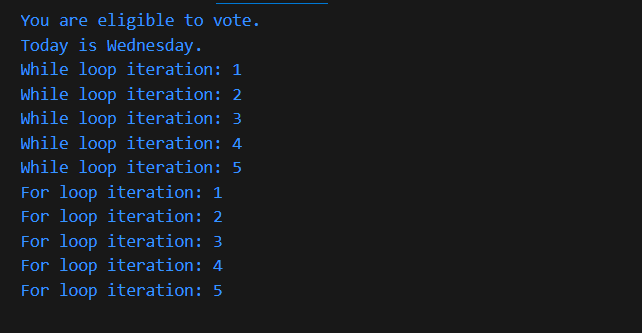 You are eligible to vote.
Today is Wednesday.
While loop iteration: 1
While loop iteration: 2
While loop iteration: 3
While loop iteration: 4
While loop iteration: 5
For loop iteration: 1
For loop iteration: 2
For loop iteration: 3
For loop iteration: 4
For loop iteration: 5